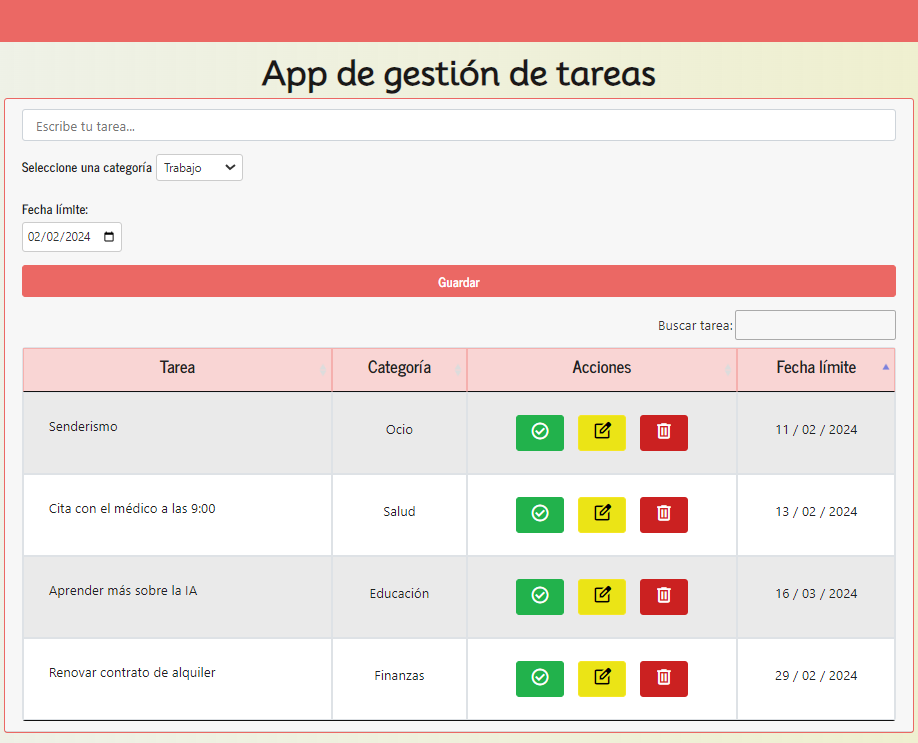 App de gestión de tareas
Escribe tu tarea...
Seleccione una categoría Trabajo
Fecha límite:
02/02/2024
Guardar
Buscar tarea:
Tarea Categoría Acciones Fecha límite
Senderismo Ocio 11 / 02 / 2024
Cita con el médico a las 9:00 Salud 13 / 02 / 2024
Aprender más sobre la IA Educación 16 / 03 / 2024
Renovar contrato de alquiler Finanzas 29 / 02 / 2024